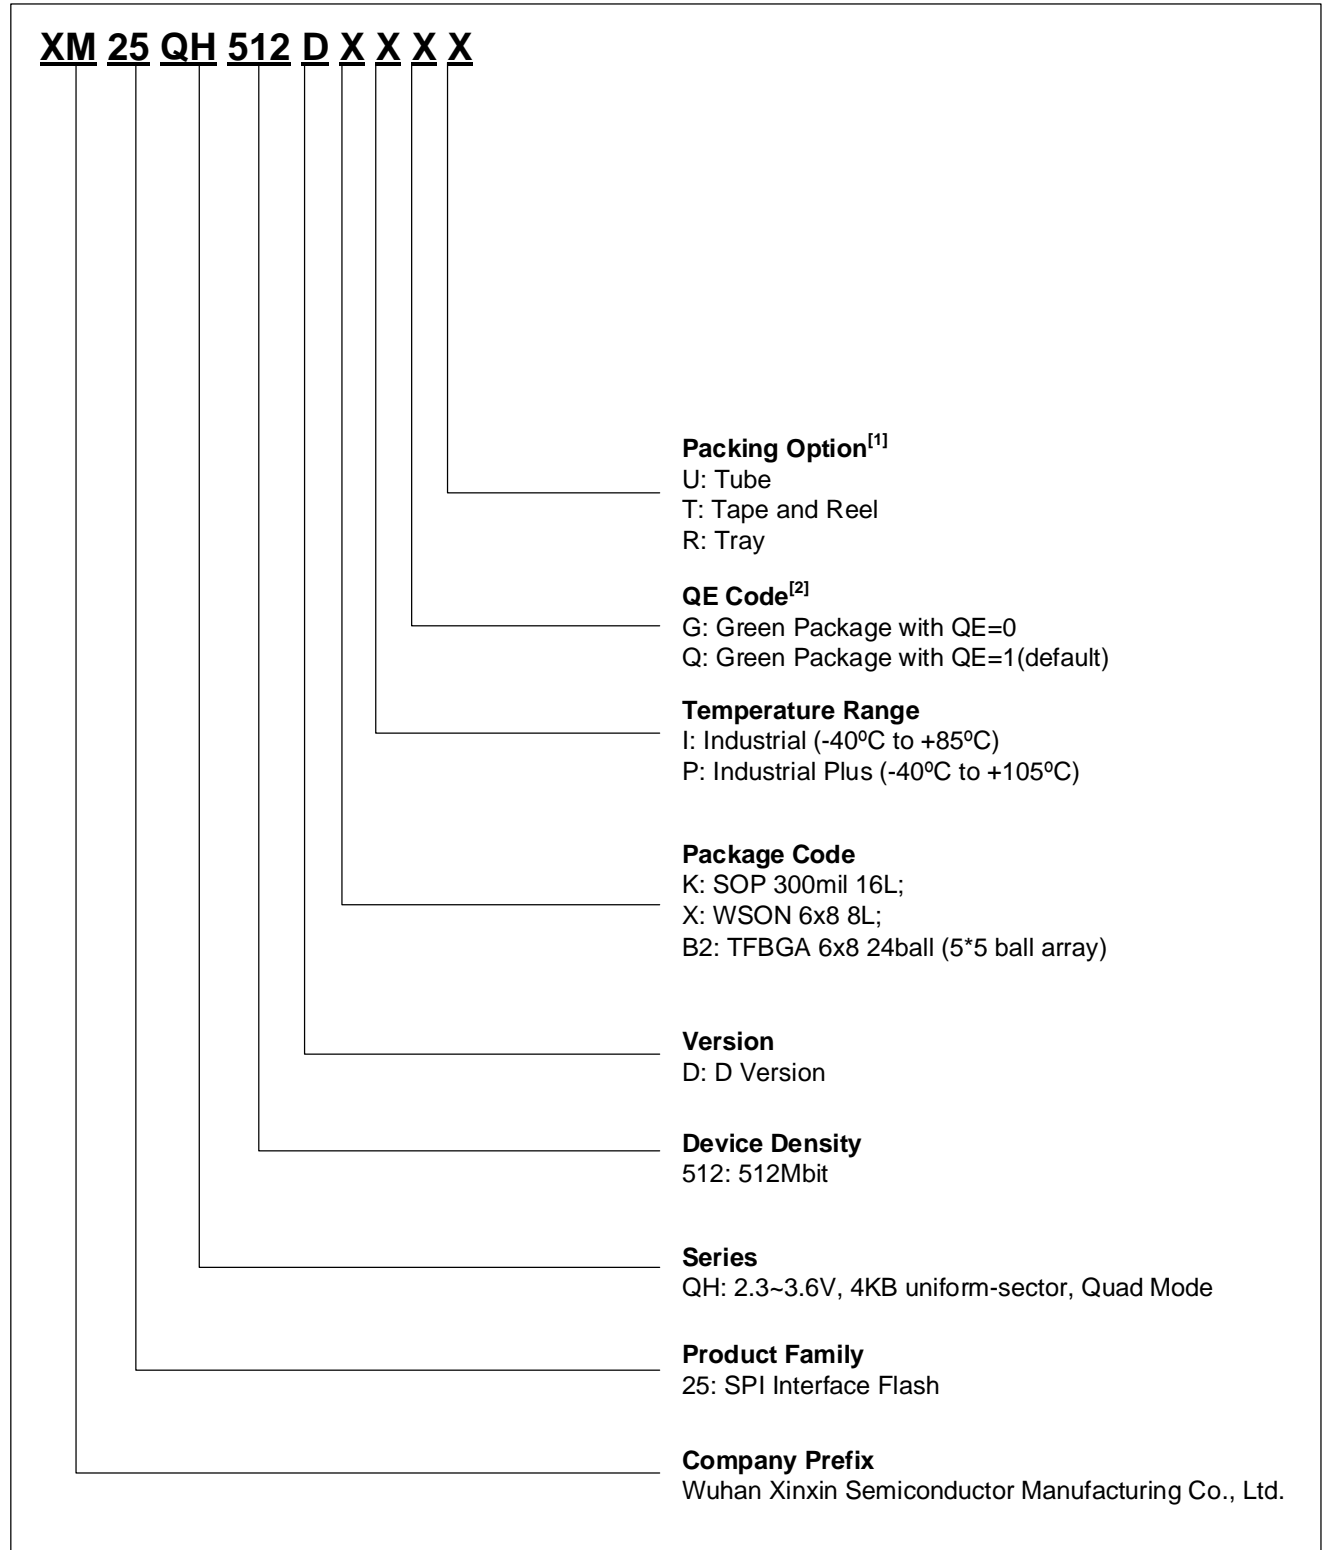 XM 25 QH 512 D X X X X
Packing Option[1]
U: Tube
T: Tape and Reel
R: Tray
QE Code[2]
G: Green Package with QE=0
Q: Green Package with QE=1(default)
Temperature Range
I: Industrial (-40ºC to +85ºC)
P: Industrial Plus (-40ºC to +105ºC)
Package Code
K: SOP 300mil 16L;
X: WSON 6x8 8L;
B2: TFBGA 6x8 24ball (5*5 ball array)
Version
D: D Version
Device Density
512: 512Mbit
Series
QH: 2.3~3.6V, 4KB uniform-sector, Quad Mode
Product Family
25: SPI Interface Flash
Company Prefix
Wuhan Xinxin Semiconductor Manufacturing Co., Ltd.